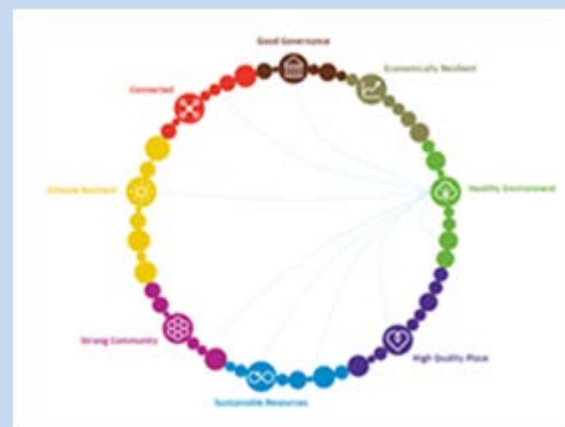 Good Governance
Economically Resilient
Connected
Climate Resilient
Healthy Environment
Strong Community
High Quality Place
Sustainable Resources